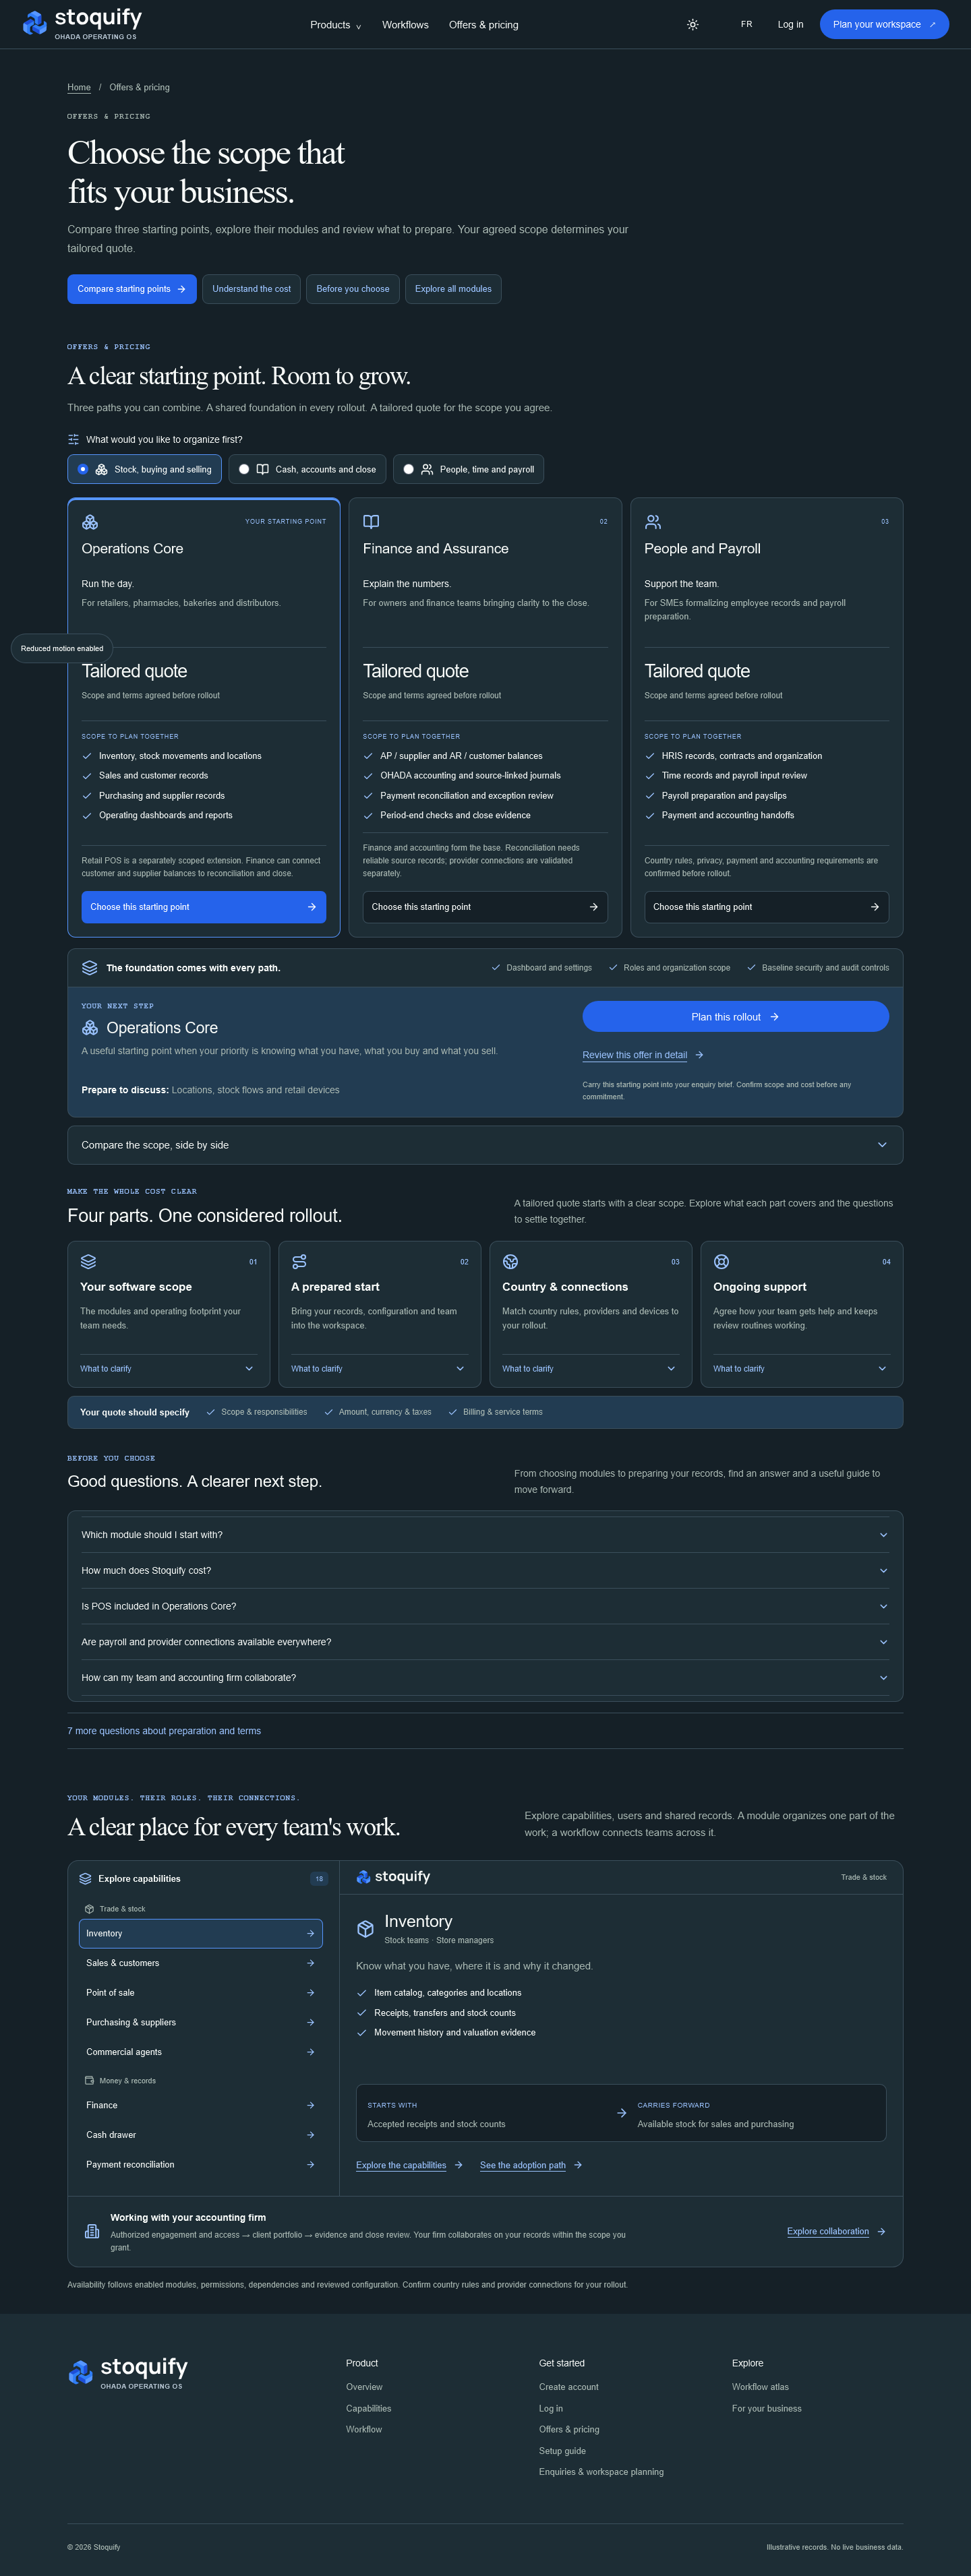 stoquify
OHADA OPERATING OS
Products
Workflows
Offers & pricing
FR
Log in
Plan your workspace
Home / Offers & pricing
OFFERS & PRICING
Choose the scope that
fits your business.
Compare three starting points, explore their modules and review what to prepare. Your agreed scope determines your
tailored quote.
Compare starting points
Understand the cost
Before you choose
Explore all modules
OFFERS & PRICING
A clear starting point. Room to grow.
Three paths you can combine. A shared foundation in every rollout. A tailored quote for the scope you agree.
What would you like to organize first?
Stock, buying and selling
Cash, accounts and close
People, time and payroll
YOUR STARTING POINT
Operations Core
Run the day.
For retailers, pharmacies, bakeries and distributors.
Reduced motion enabled
Tailored quote
Scope and terms agreed before rollout
SCOPE TO PLAN TOGETHER
Inventory, stock movements and locations
Sales and customer records
Purchasing and supplier records
Operating dashboards and reports
Retail POS is a separately scoped extension. Finance can connect
customer and supplier balances to reconciliation and close.
Choose this starting point
02
Finance and Assurance
Explain the numbers.
For owners and finance teams bringing clarity to the close.
Tailored quote
Scope and terms agreed before rollout
SCOPE TO PLAN TOGETHER
AP / supplier and AR / customer balances
OHADA accounting and source-linked journals
Payment reconciliation and exception review
Period-end checks and close evidence
Finance and accounting form the base. Reconciliation needs
reliable source records; provider connections are validated
separately.
Choose this starting point
03
People and Payroll
Support the team.
For SMEs formalizing employee records and payroll
preparation.
Tailored quote
Scope and terms agreed before rollout
SCOPE TO PLAN TOGETHER
HRIS records, contracts and organization
Time records and payroll input review
Payroll preparation and payslips
Payment and accounting handoffs
Country rules, privacy, payment and accounting requirements are
confirmed before rollout.
Choose this starting point
The foundation comes with every path.
Dashboard and settings
Roles and organization scope
Baseline security and audit controls
YOUR NEXT STEP
Operations Core
A useful starting point when your priority is knowing what you have, what you buy and what you sell.
Prepare to discuss: Locations, stock flows and retail devices
Plan this rollout
Review this offer in detail
Carry this starting point into your enquiry brief. Confirm scope and cost before any
commitment.
Compare the scope, side by side
MAKE THE WHOLE COST CLEAR
Four parts. One considered rollout.
A tailored quote starts with a clear scope. Explore what each part covers and the questions
to settle together.
01
Your software scope
The modules and operating footprint your
team needs.
What to clarify
02
A prepared start
Bring your records, configuration and team
into the workspace.
What to clarify
03
Country & connections
Match country rules, providers and devices to
your rollout.
What to clarify
04
Ongoing support
Agree how your team gets help and keeps
review routines working.
What to clarify
Your quote should specify
Scope & responsibilities
Amount, currency & taxes
Billing & service terms
BEFORE YOU CHOOSE
Good questions. A clearer next step.
From choosing modules to preparing your records, find an answer and a useful guide to
move forward.
Which module should I start with?
How much does Stoquify cost?
Is POS included in Operations Core?
Are payroll and provider connections available everywhere?
How can my team and accounting firm collaborate?
7 more questions about preparation and terms
YOUR MODULES. THEIR ROLES. THEIR CONNECTIONS.
A clear place for every team's work.
Explore capabilities, users and shared records. A module organizes one part of the
work; a workflow connects teams across it.
Explore capabilities
18
Trade & stock
Inventory
Sales & customers
Point of sale
Purchasing & suppliers
Commercial agents
Money & records
Finance
Cash drawer
Payment reconciliation
stoquify
Trade & stock
Inventory
Stock teams · Store managers
Know what you have, where it is and why it changed.
Item catalog, categories and locations
Receipts, transfers and stock counts
Movement history and valuation evidence
STARTS WITH
Accepted receipts and stock counts
CARRIES FORWARD
Available stock for sales and purchasing
Explore the capabilities
See the adoption path
Working with your accounting firm
Authorized engagement and access → client portfolio → evidence and close review. Your firm collaborates on your records within the scope you
grant.
Explore collaboration
Availability follows enabled modules, permissions, dependencies and reviewed configuration. Confirm country rules and provider connections for your rollout.
stoquify
OHADA OPERATING OS
Product
Overview
Capabilities
Workflow
Get started
Create account
Log in
Offers & pricing
Setup guide
Enquiries & workspace planning
Explore
Workflow atlas
For your business
© 2026 Stoquify
Illustrative records. No live business data.